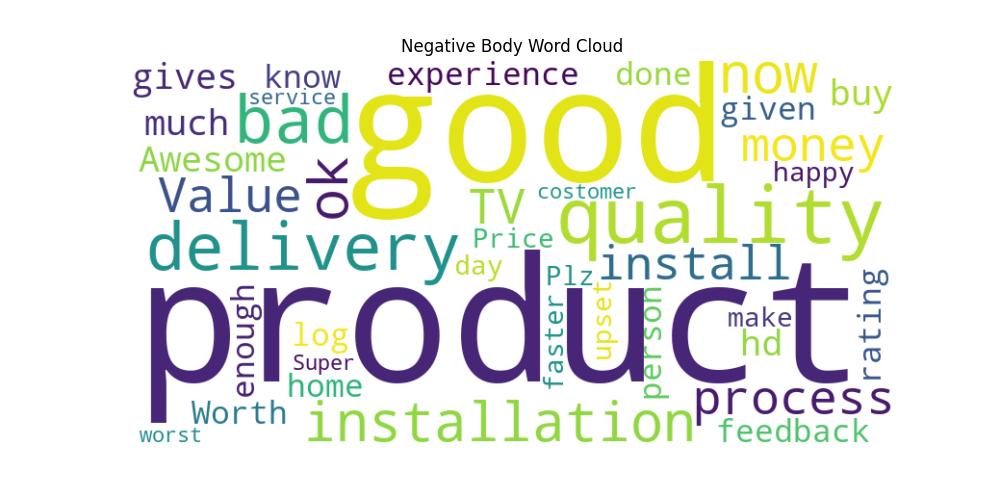 Negative Body Word Cloud
gives know experience done now
service
bad good given buy
much
Awesome money
ok happy
Value TV costomer quality
delivery Price
day Plz install
product
enough log faster upset person make rating
Super hd
home
Worth installation process
worst feedback